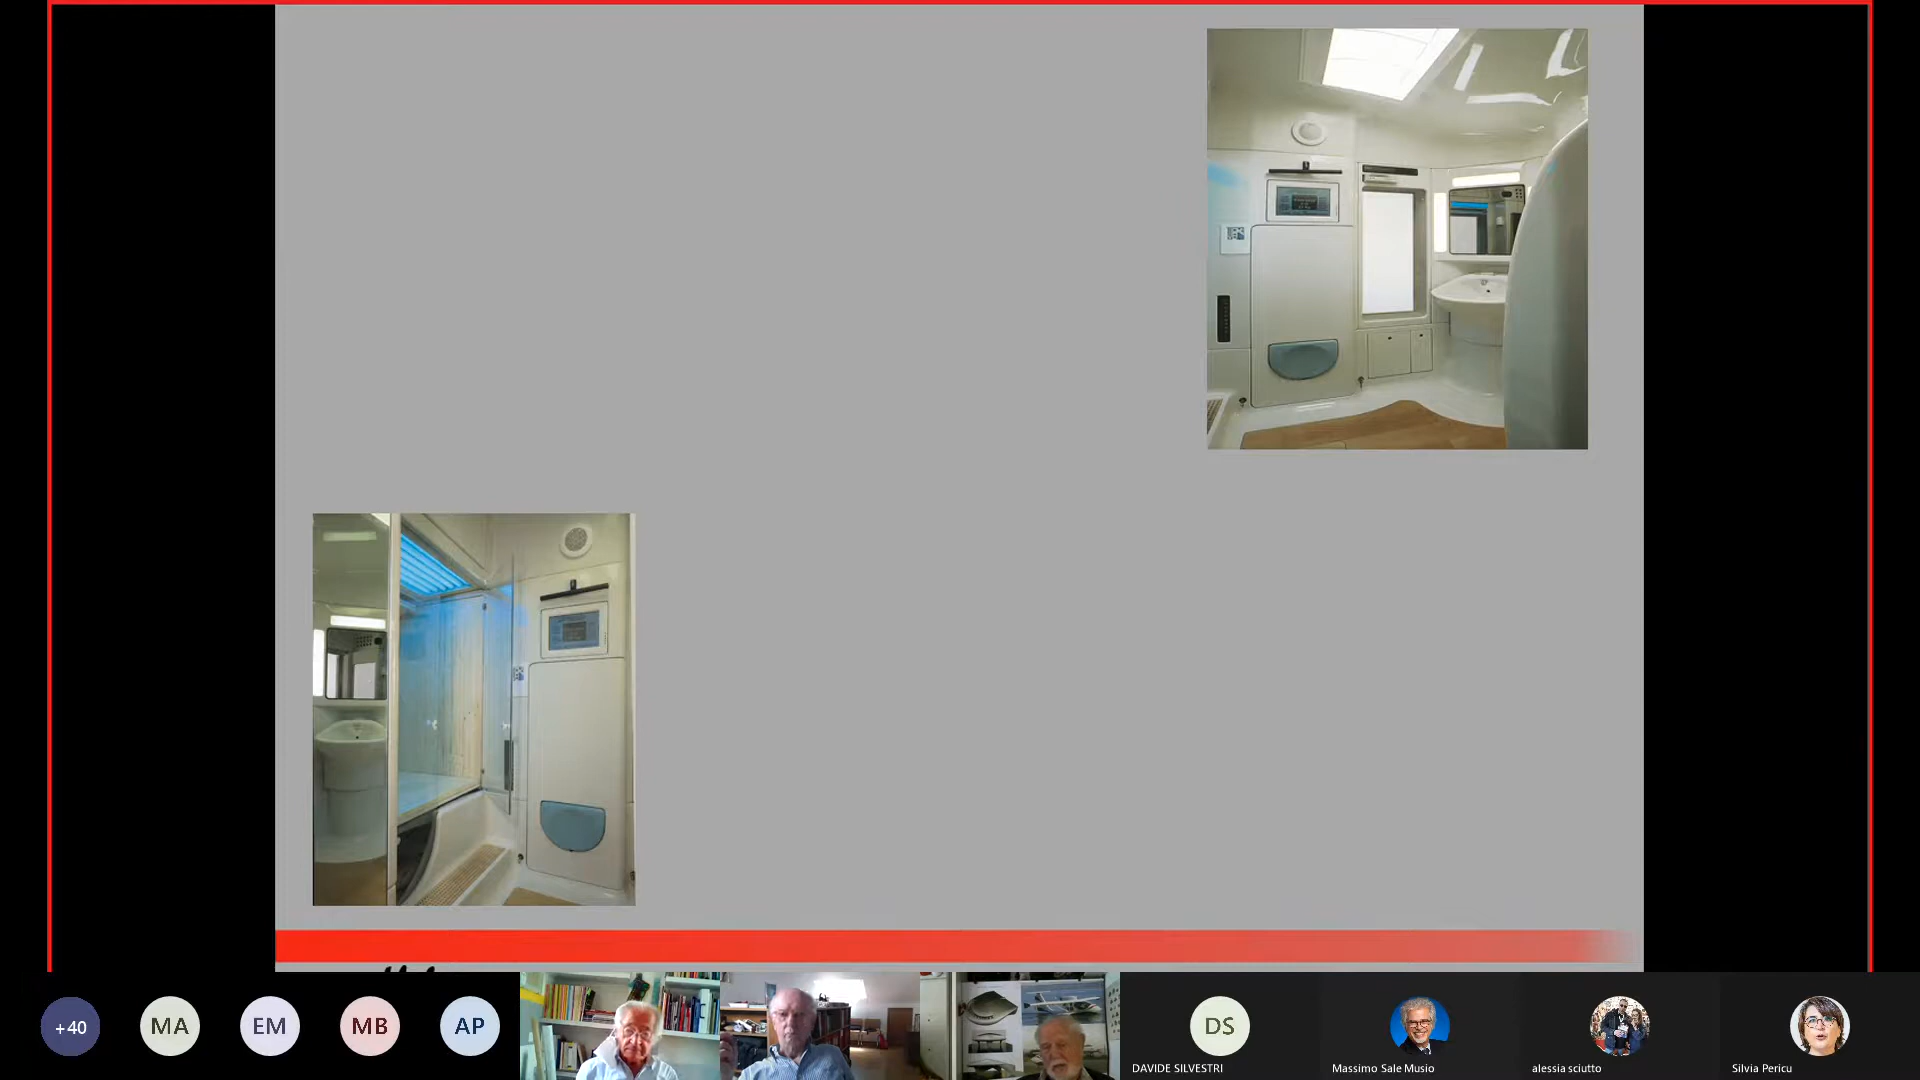 +40
MA
EM
MB
AP
DS
DAVIDE SILVESTRI
Massimo Sale Musio
alessia sciutto
Silvia Pericu